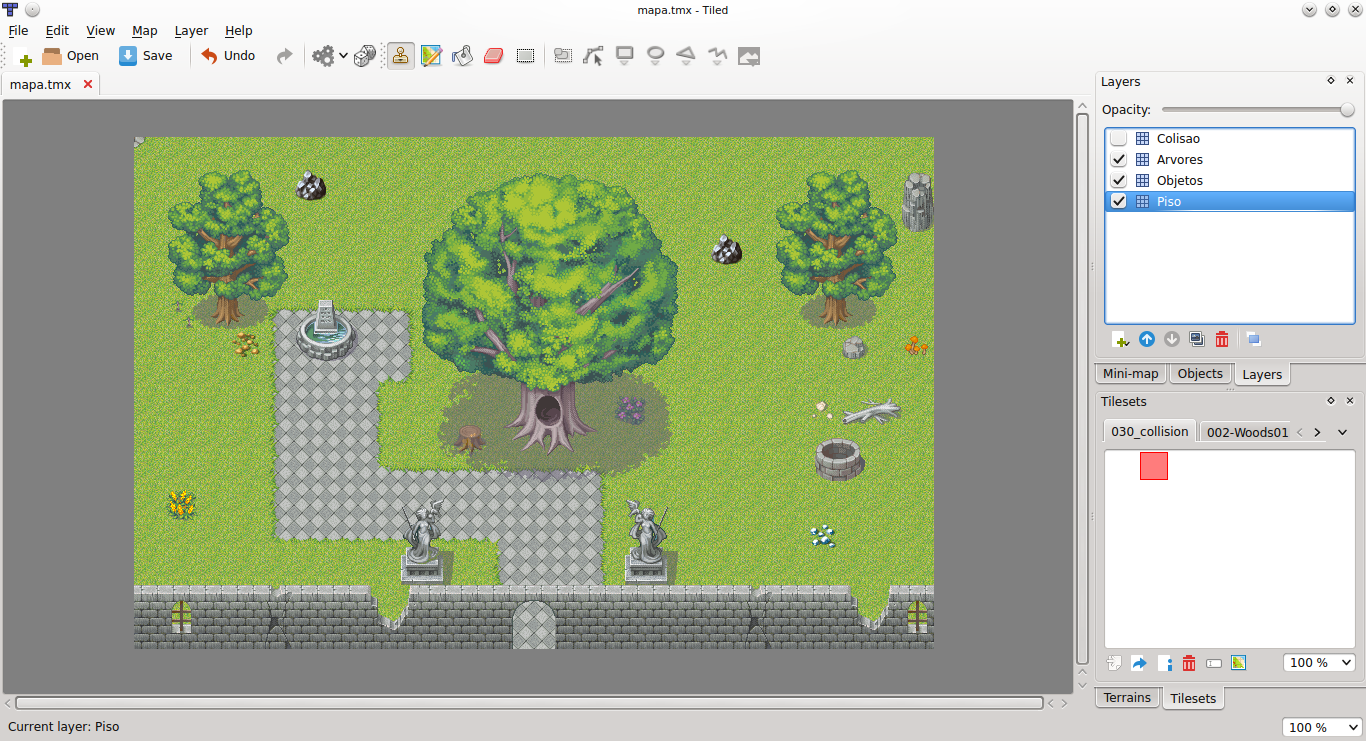 mapa.tmx - Tiled
File Edit View Map Layer Help
Open Save Undo
mapa.tmx
Layers
Opacity:
Colisao
Arvores
Objetos
Piso
Mini-map Objects Layers
Tilesets
030_collision 002-Woods01
100 %
Terrains Tilesets
Current layer: Piso
100 %